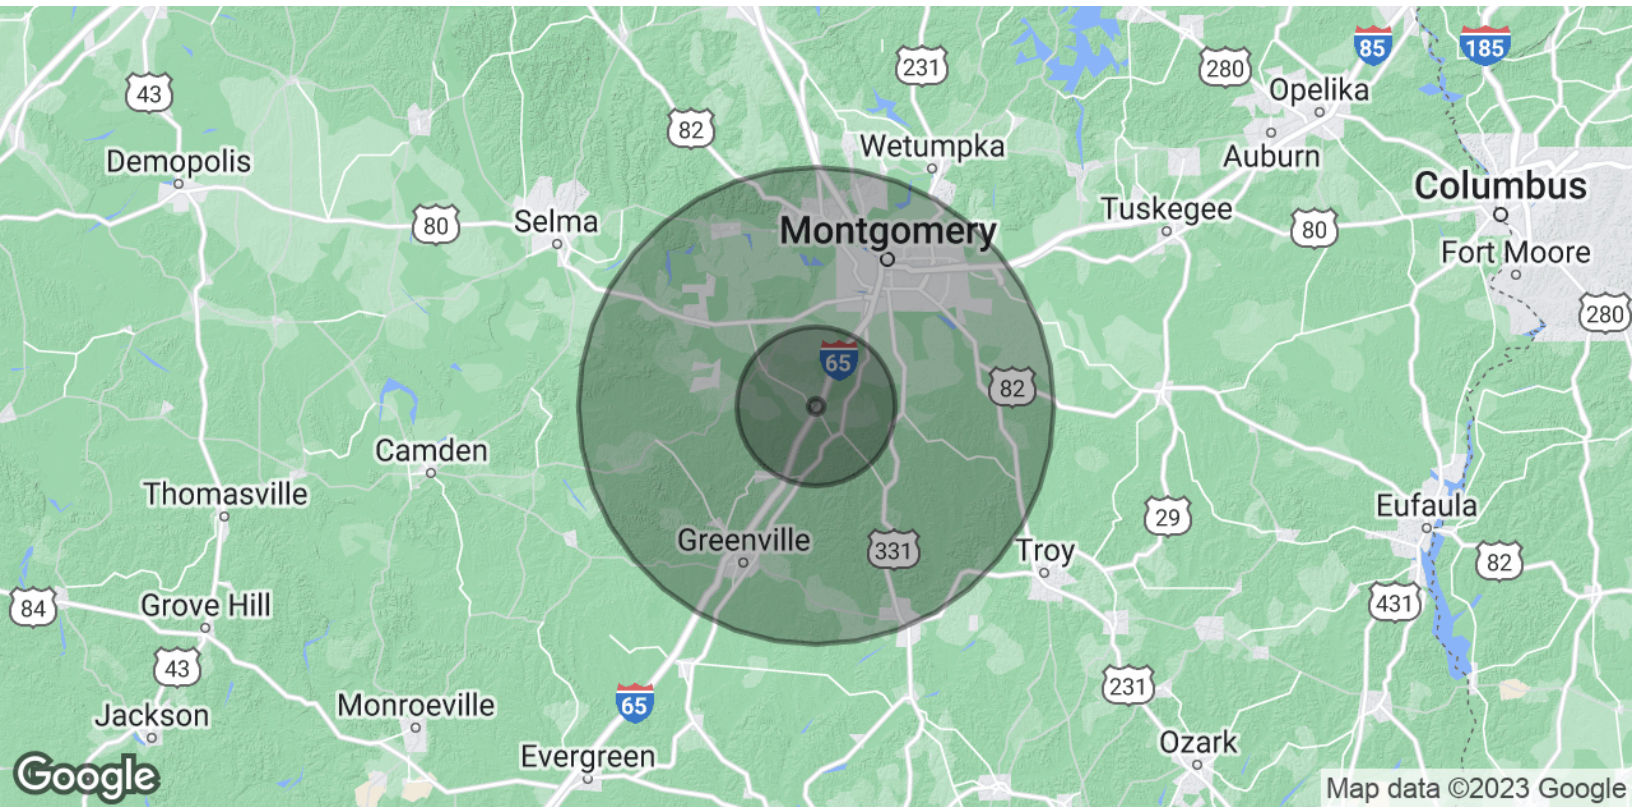 85
185
231
280
43
Opelika
82
Wetumpka
Demopolis
Auburn
Columbus
Selma
Tuskegee
80
Montgomery
80
Fort Moore
280
65
82
Camden
Thomasville
Eufaula
29
Greenville
331
Troy
82
84
Grove Hill
431
43
231
65
Monroeville
Jackson
Ozark
Evergreen
Google
Map data ©2023 Google